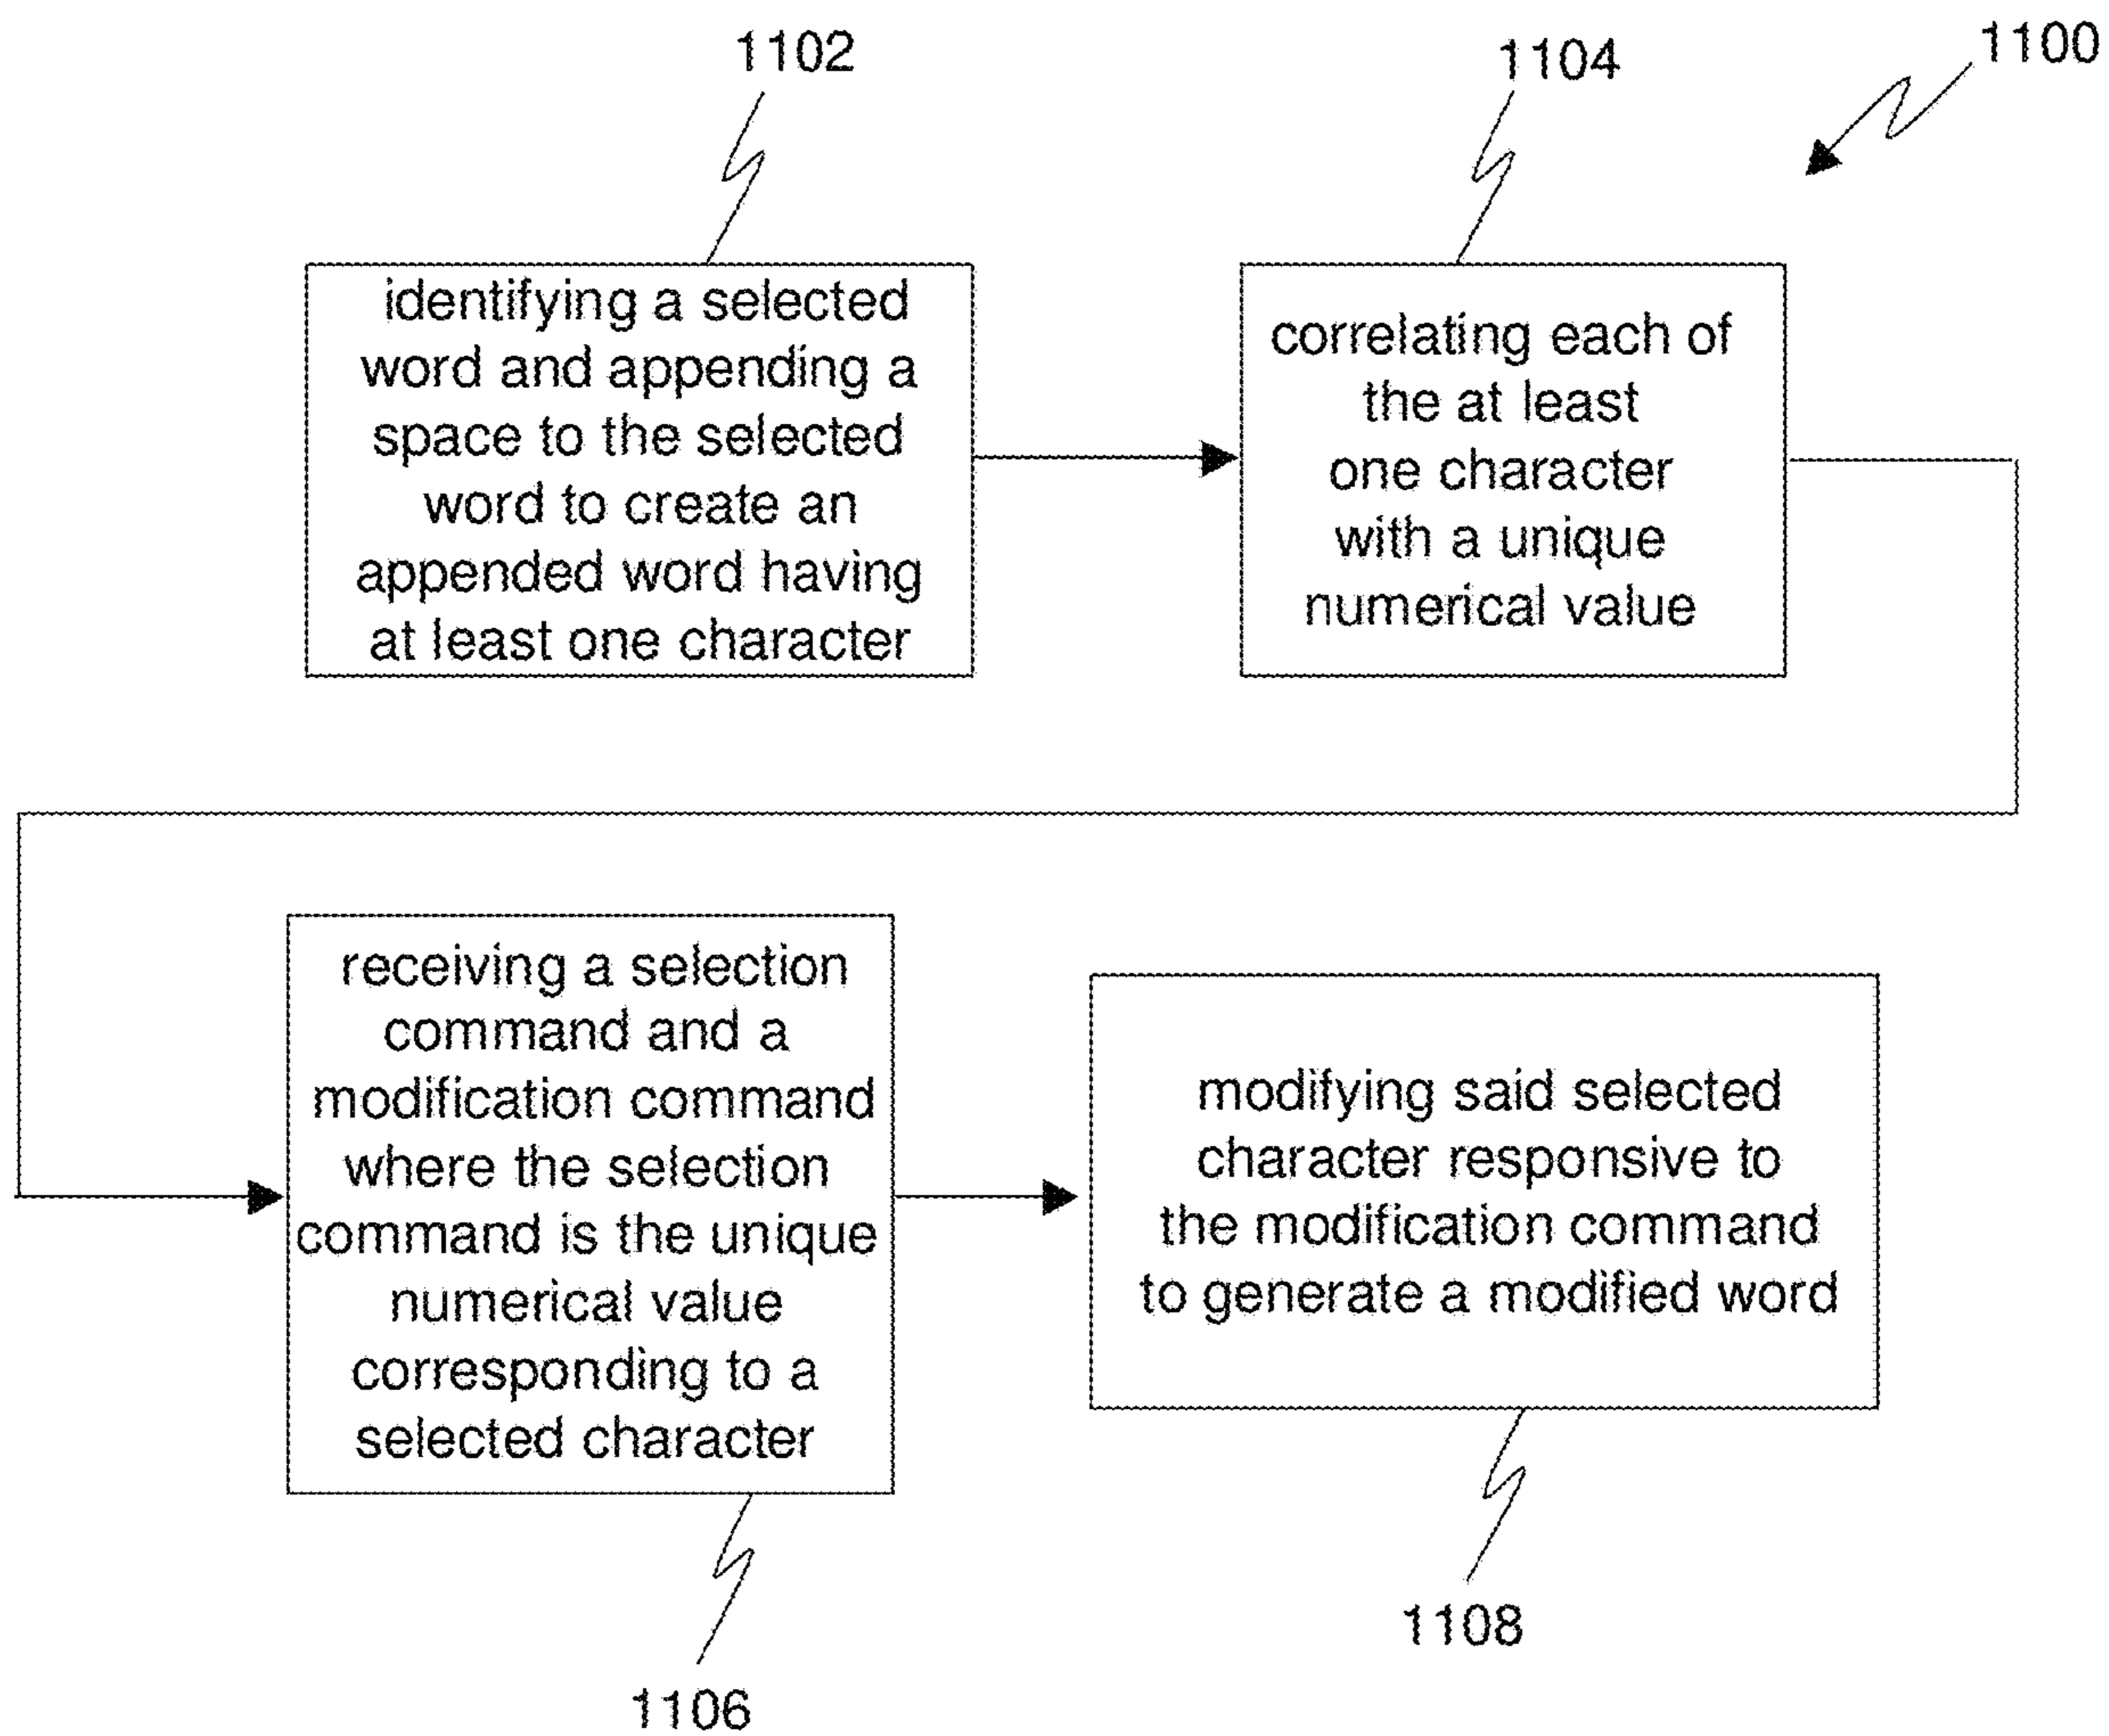 1102
1104
1100
identifying a selected
word and appending a
space to the selected
word to create an
appended word having
at least one character
correlating each of
the at least
one character
with a unique
numerical value
receiving a selection
command and a
modification command
where the selection
command is the unique
numerical value
corresponding to a
selected character
modifying said selected
character responsive to
the modification command
to generate a modified word
1108
1106